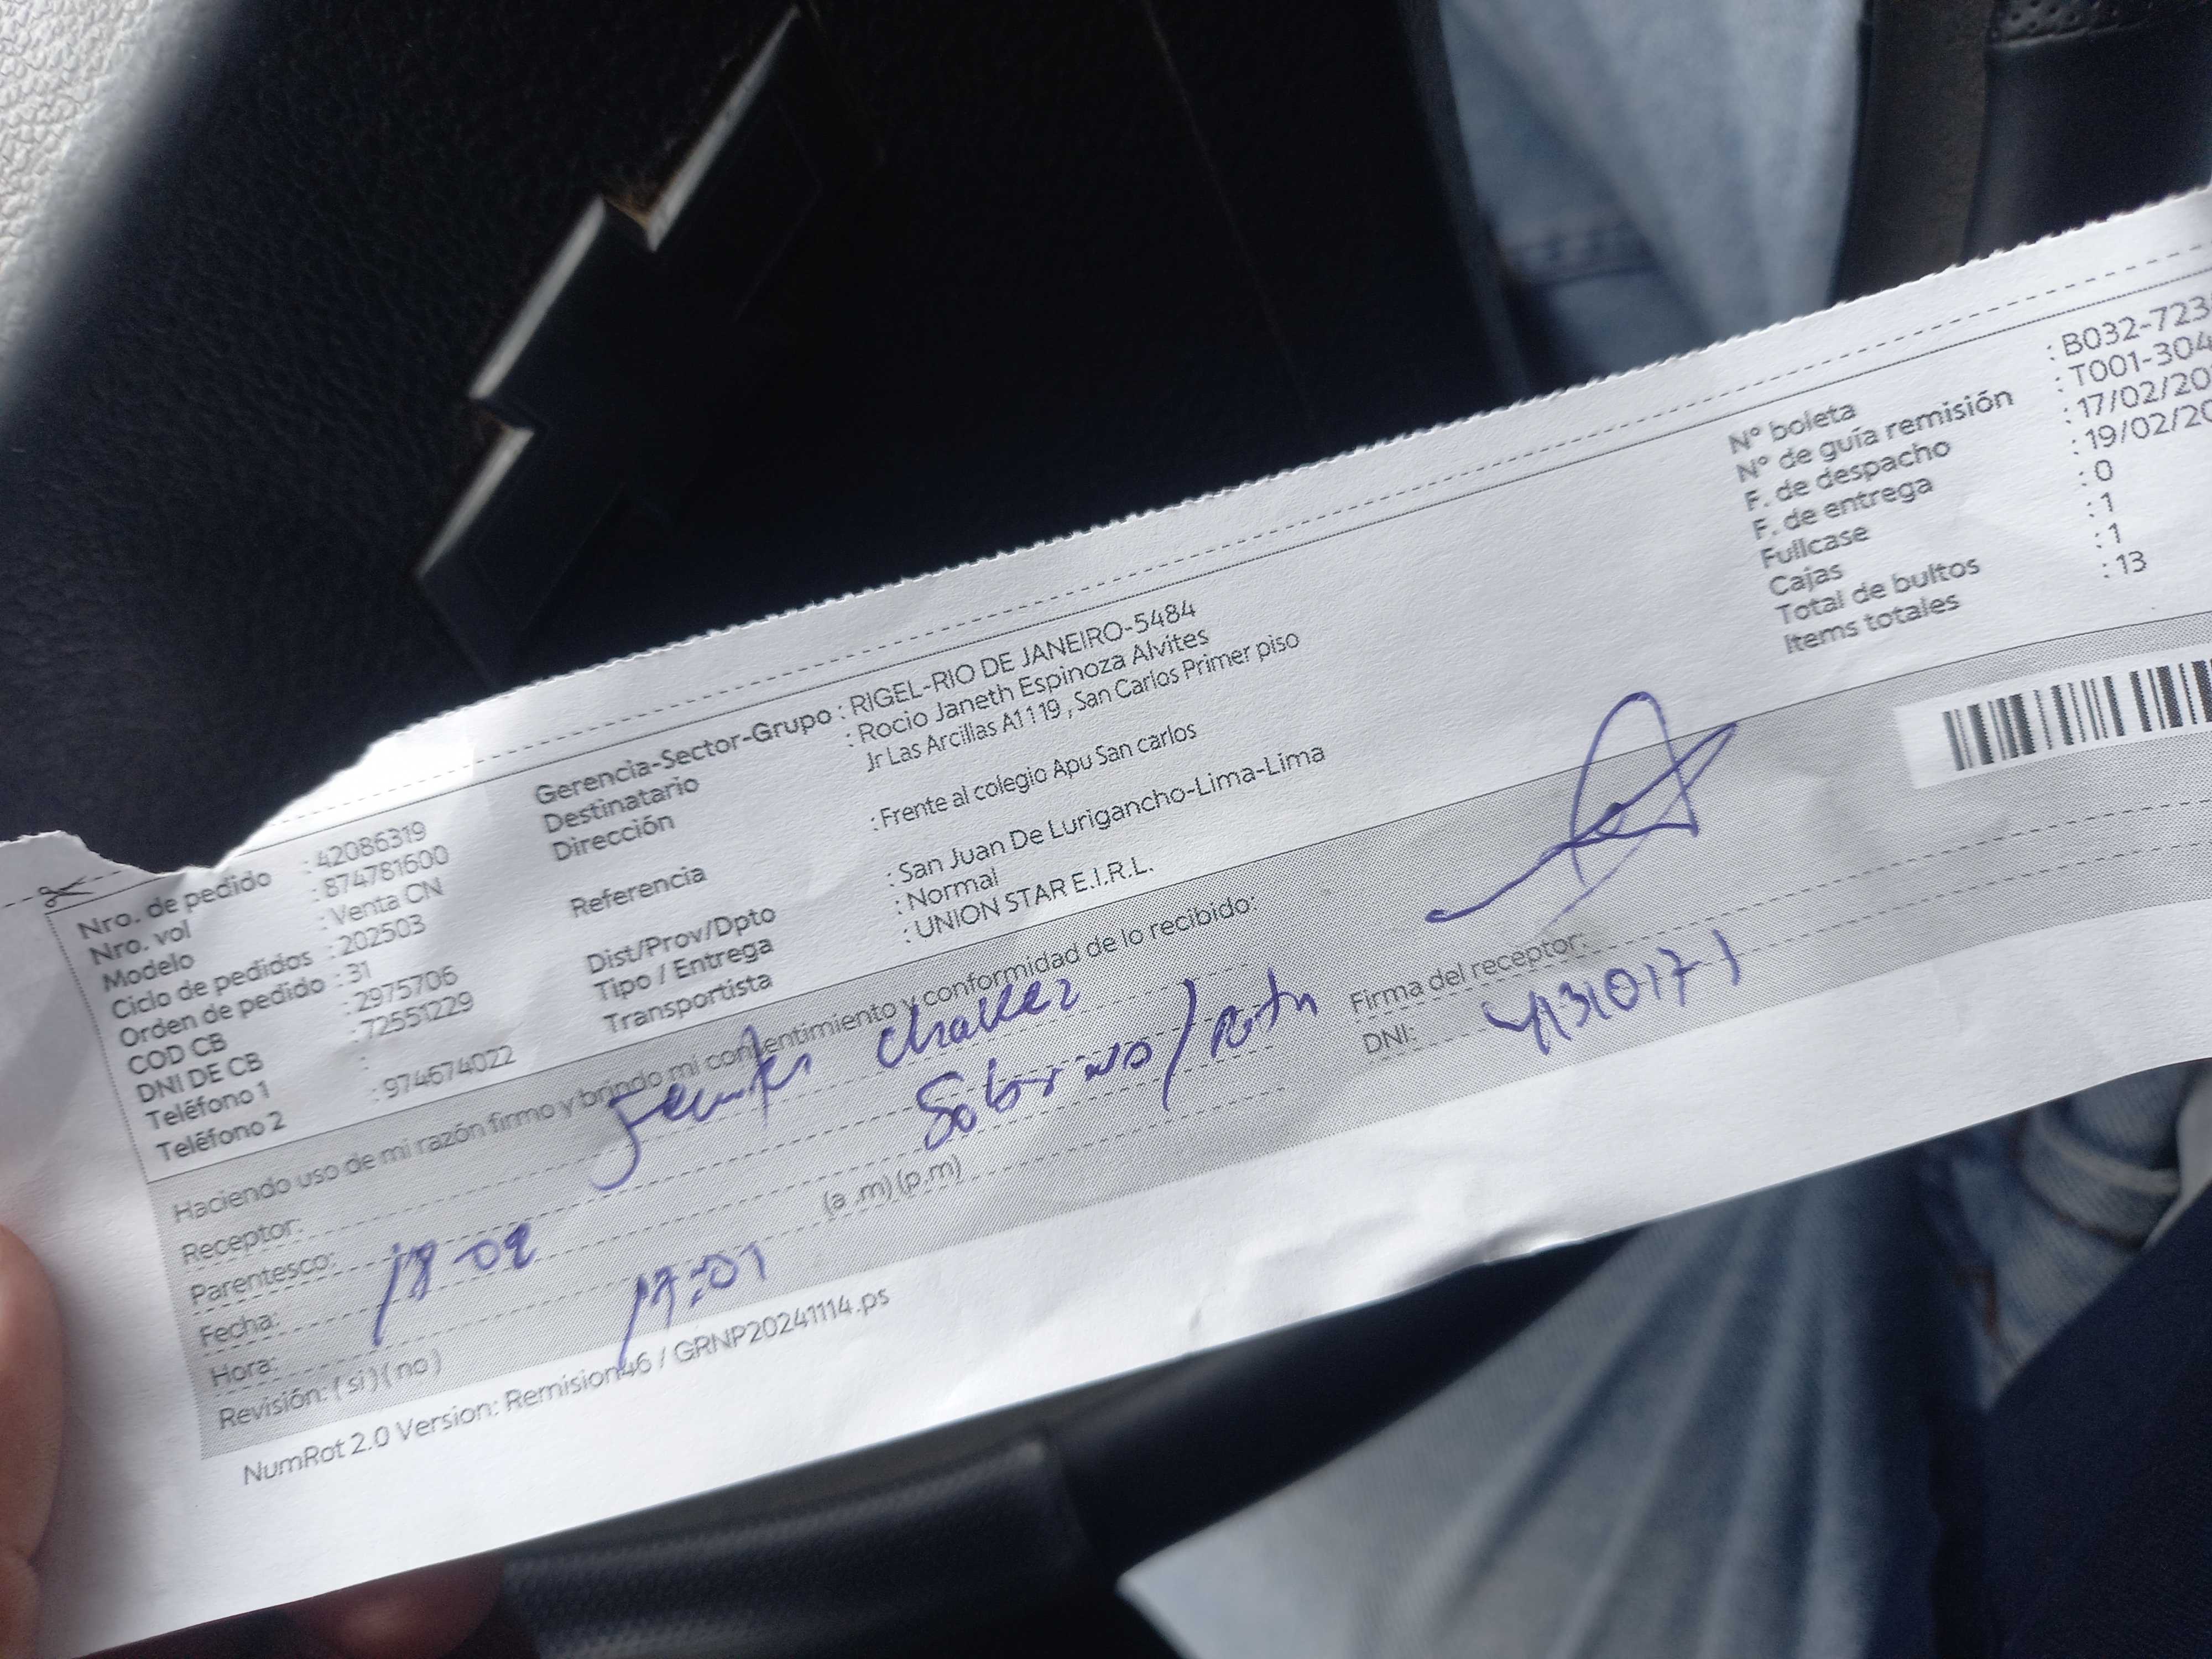 Nro. de pedido : 42086319
Nro. vol : 874781600
Modelo : Venta CN
Ciclo de pedidos : 202503
Orden de pedido : 31
COD CB : 2975706
DNI DE CB : 72551229
Teléfono 1 :
Teléfono 2 : 974674022
Gerencia-Sector-Grupo : RIGEL-RIO DE JANEIRO-5484
Destinatario : Rocio Janeth Espinoza Alvites
Dirección Jr Las Arcillas A1 1 19 , San Carlos Primer piso
Referencia : Frente al colegio Apu San carlos
Dist/Prov/Dpto : San Juan De Lurigancho-Lima-Lima
Tipo / Entrega : Normal
Transportista : UNION STAR E.I.R.L.
N° boleta : B032-723
N° de guía remisión : T001-304
F. de despacho : 17/02/20
F. de entrega : 19/02/20
Fullcase : 0
Cajas : 1
Total de bultos : 1
Items totales : 13
Haciendo uso de mi razón firmo y brindo mi consentimiento y conformidad de lo recibido:
Receptor:
Parentesco: Sobrino/
Fecha: 18-02
Hora: 17:01 (a .m) (p.m)
Revisión: ( si ) ( no )
Firma del receptor:
DNI:
NumRot 2.0 Version: Remision46 / GRNP20241114.ps